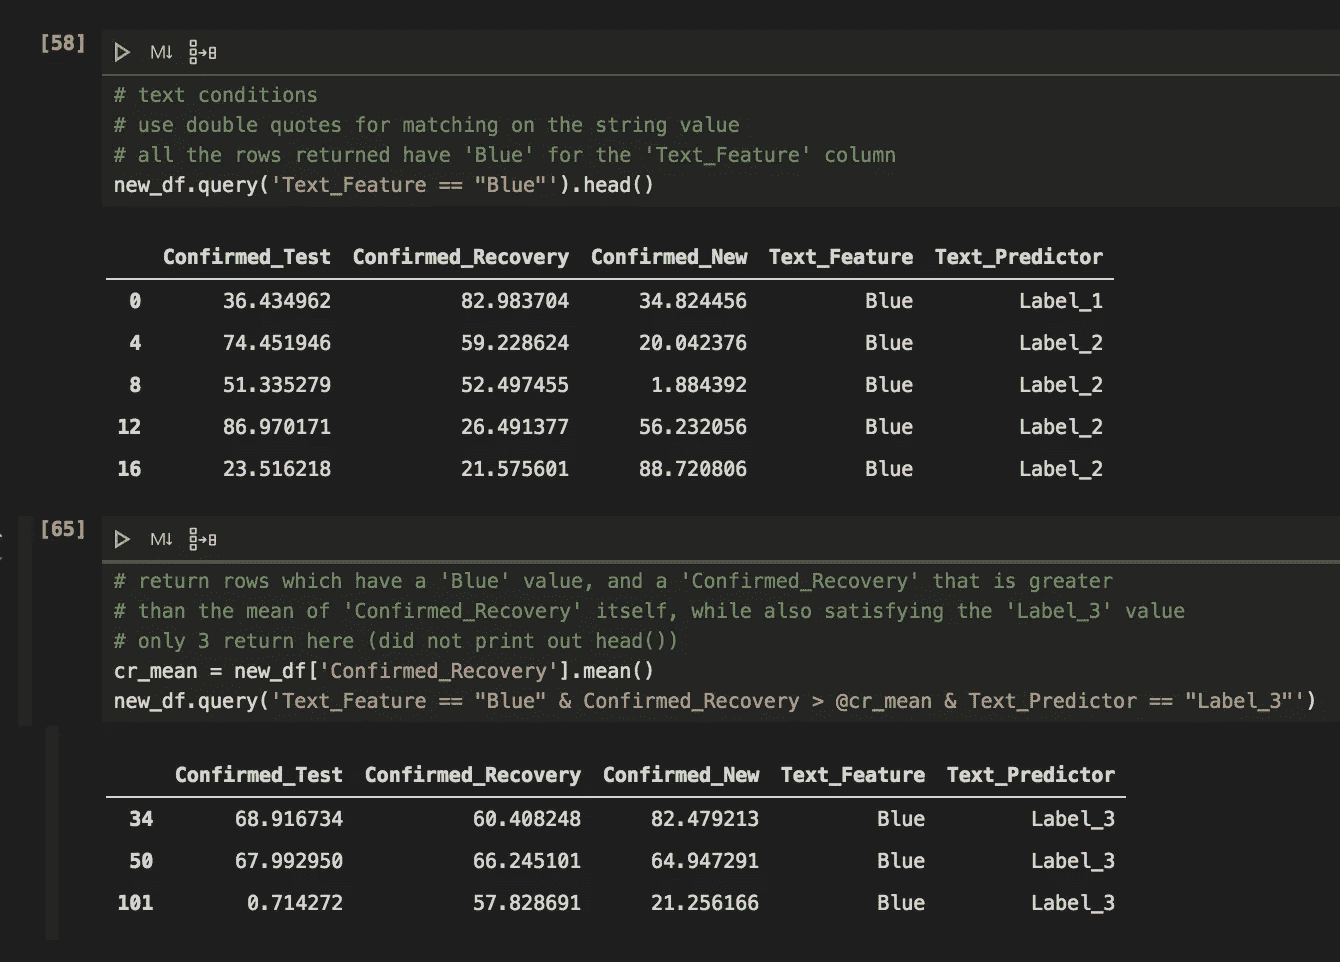 [58]
M↓
# text conditions
# use double quotes for matching on the string value
# all the rows returned have 'Blue' for the 'Text_Feature' column
new_df.query('Text_Feature == "Blue"').head()
Confirmed_Test Confirmed_Recovery Confirmed_New Text_Feature Text_Predictor
0 36.434962 82.983704 34.824456 Blue Label_1
4 74.451946 59.228624 20.042376 Blue Label_2
8 51.335279 52.497455 1.884392 Blue Label_2
12 86.970171 26.491377 56.232056 Blue Label_2
16 23.516218 21.575601 88.720806 Blue Label_2
[65]
M↓
# return rows which have a 'Blue' value, and a 'Confirmed_Recovery' that is greater
# than the mean of 'Confirmed_Recovery' itself, while also satisfying the 'Label_3' value
# only 3 return here (did not print out head())
cr_mean = new_df['Confirmed_Recovery'].mean()
new_df.query('Text_Feature == "Blue" & Confirmed_Recovery > @cr_mean & Text_Predictor == "Label_3"')
Confirmed_Test Confirmed_Recovery Confirmed_New Text_Feature Text_Predictor
34 68.916734 60.408248 82.479213 Blue Label_3
50 67.992950 66.245101 64.947291 Blue Label_3
101 0.714272 57.828691 21.256166 Blue Label_3